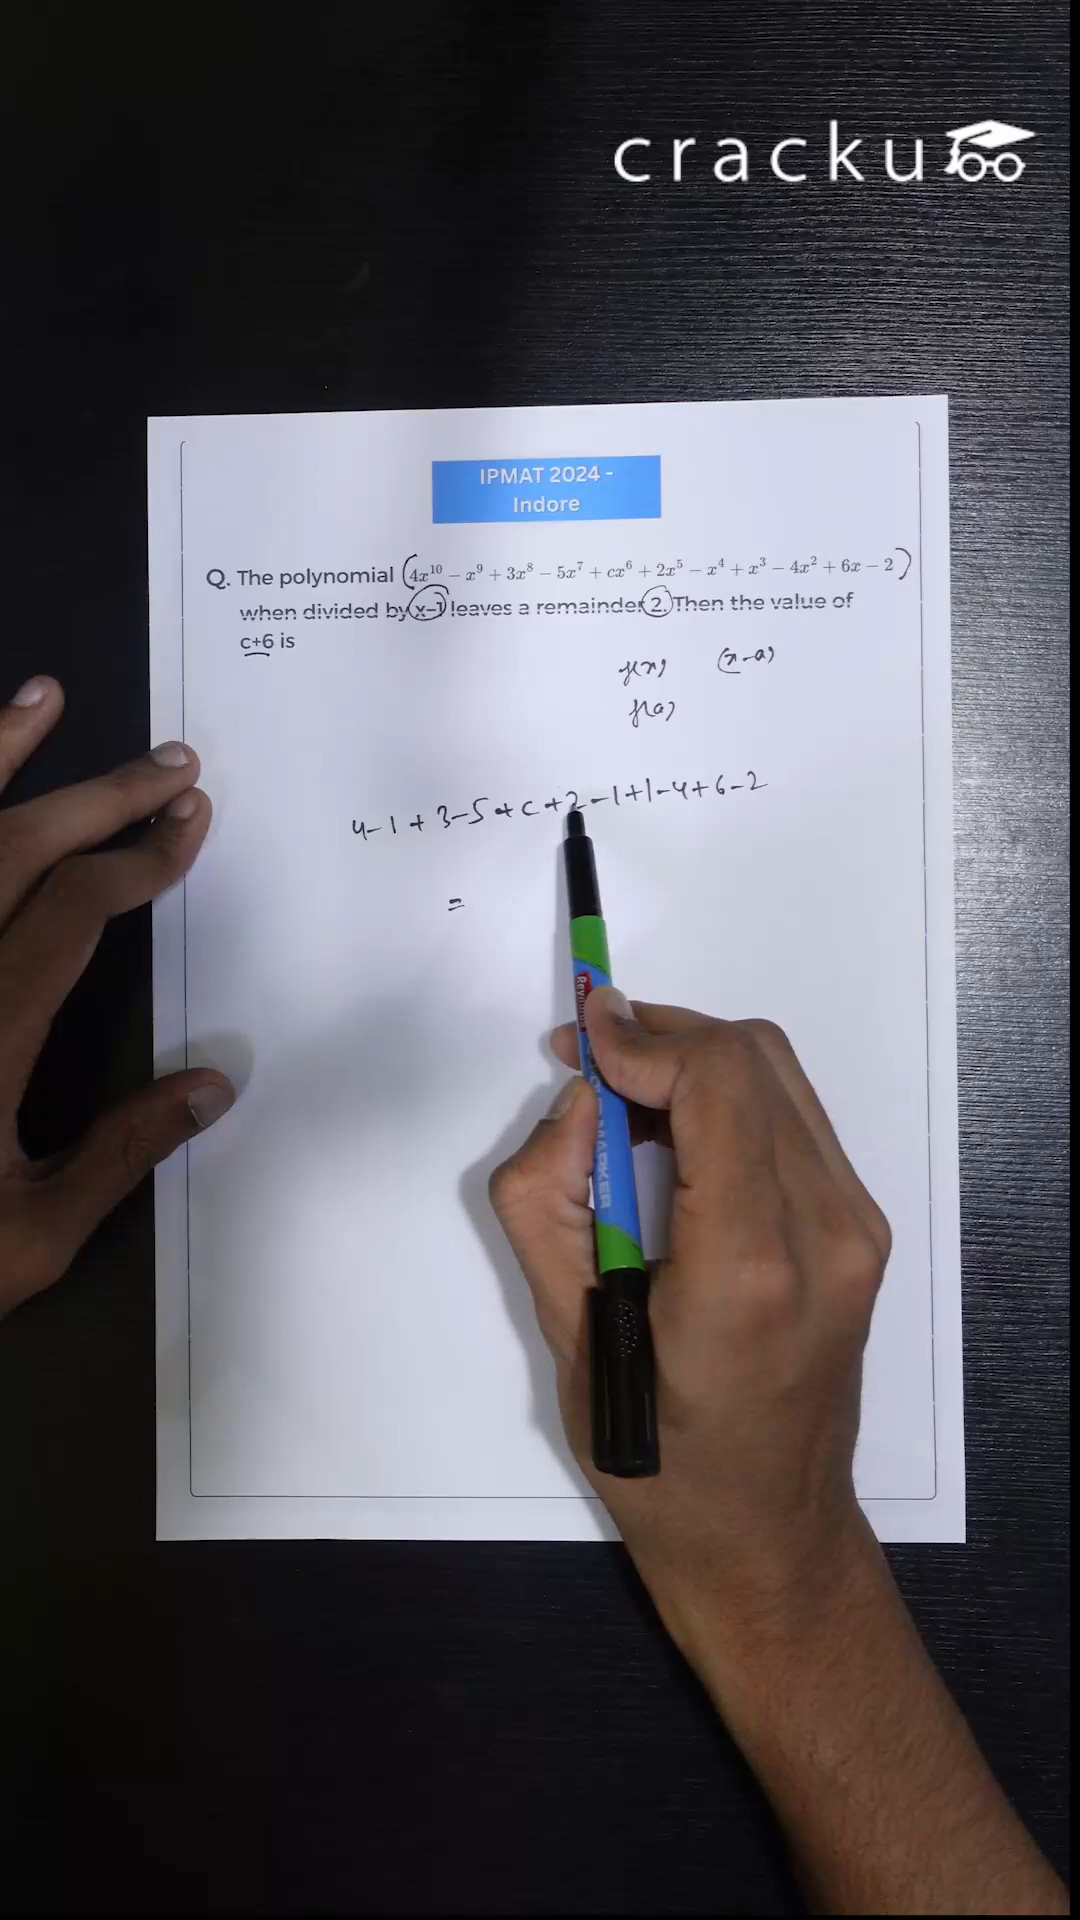 cracku
IPMAT 2024 -
Indore
Q. The polynomial (4x¹⁰ − x⁹ + 3x⁸ − 5x⁷ + cx⁶ + 2x⁵ − x⁴ + x³ − 4x² + 6x − 2)
when divided by x-1 leaves a remainder 2. Then the value of
c+6 is
f(x) (x-a)
f(a)
4-1+3-5+c+2-1+1-4+6-2
=